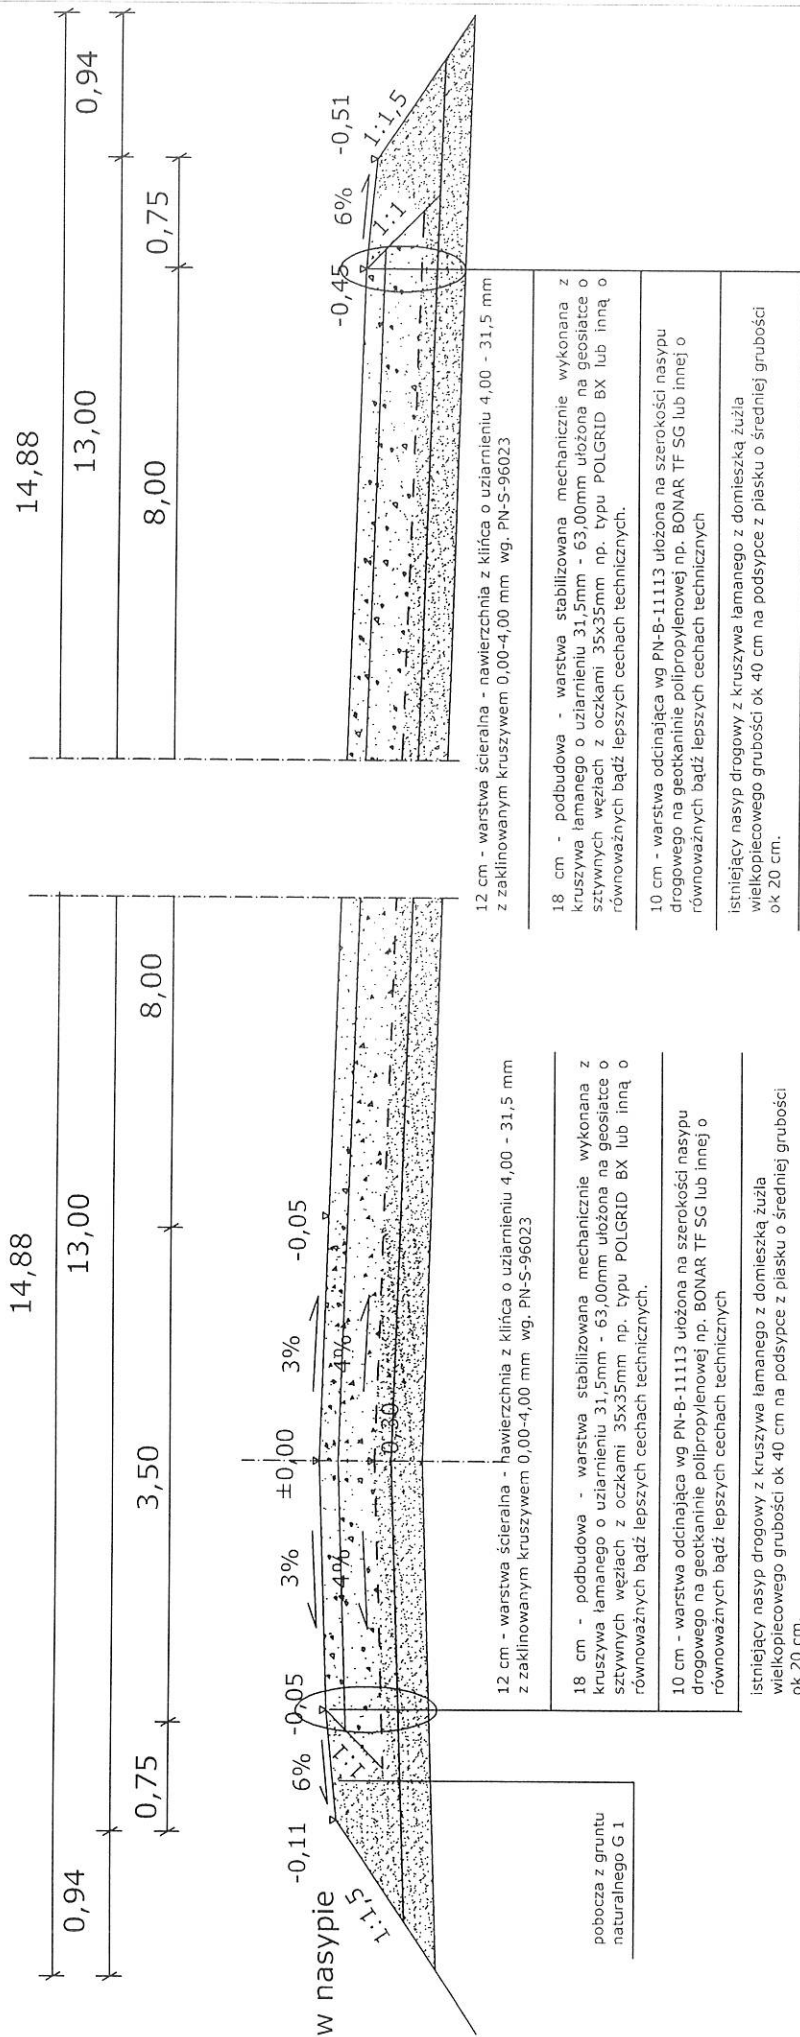 14,88
14,88
13,00
13,00
0,94
0,75
3,50
8,00
8,00
0,75
0,94
w nasypie
1:1,5
-0,11
6%
1:1
-0,05
3%
4%
±0,00
0,30
3%
4%
-0,05
-0,45
6%
1:1
-0,51
1:1,5
pobocza z gruntu
naturalnego G 1
12 cm - warstwa ścieralna - nawierzchnia z klińca o uziarnieniu 4,00 - 31,5 mm
z zaklinowanym kruszywem 0,00-4,00 mm wg. PN-S-96023
18 cm - podbudowa - warstwa stabilizowana mechanicznie wykonana z
kruszywa łamanego o uziarnieniu 31,5mm - 63,00mm ułożona na geosiatce o
sztywnych węzłach z oczkami 35x35mm np. typu POLGRID BX lub inną o
równoważnych bądź lepszych cechach technicznych.
10 cm - warstwa odcinająca wg PN-B-11113 ułożona na szerokości nasypu
drogowego na geotkaninie polipropylenowej np. BONAR TF SG lub innej o
równoważnych bądź lepszych cechach technicznych
istniejący nasyp drogowy z kruszywa łamanego z domieszką żużla
wielkopiecowego grubości ok 40 cm na podsypce z piasku o średniej grubości
ok 20 cm.
12 cm - warstwa ścieralna - nawierzchnia z klińca o uziarnieniu 4,00 - 31,5 mm
z zaklinowanym kruszywem 0,00-4,00 mm wg. PN-S-96023
18 cm - podbudowa - warstwa stabilizowana mechanicznie wykonana z
kruszywa łamanego o uziarnieniu 31,5mm - 63,00mm ułożona na geosiatce o
sztywnych węzłach z oczkami 35x35mm np. typu POLGRID BX lub inną o
równoważnych bądź lepszych cechach technicznych.
10 cm - warstwa odcinająca wg PN-B-11113 ułożona na szerokości nasypu
drogowego na geotkaninie polipropylenowej np. BONAR TF SG lub innej o
równoważnych bądź lepszych cechach technicznych
istniejący nasyp drogowy z kruszywa łamanego z domieszką żużla
wielkopiecowego grubości ok 40 cm na podsypce z piasku o średniej grubości
ok 20 cm.